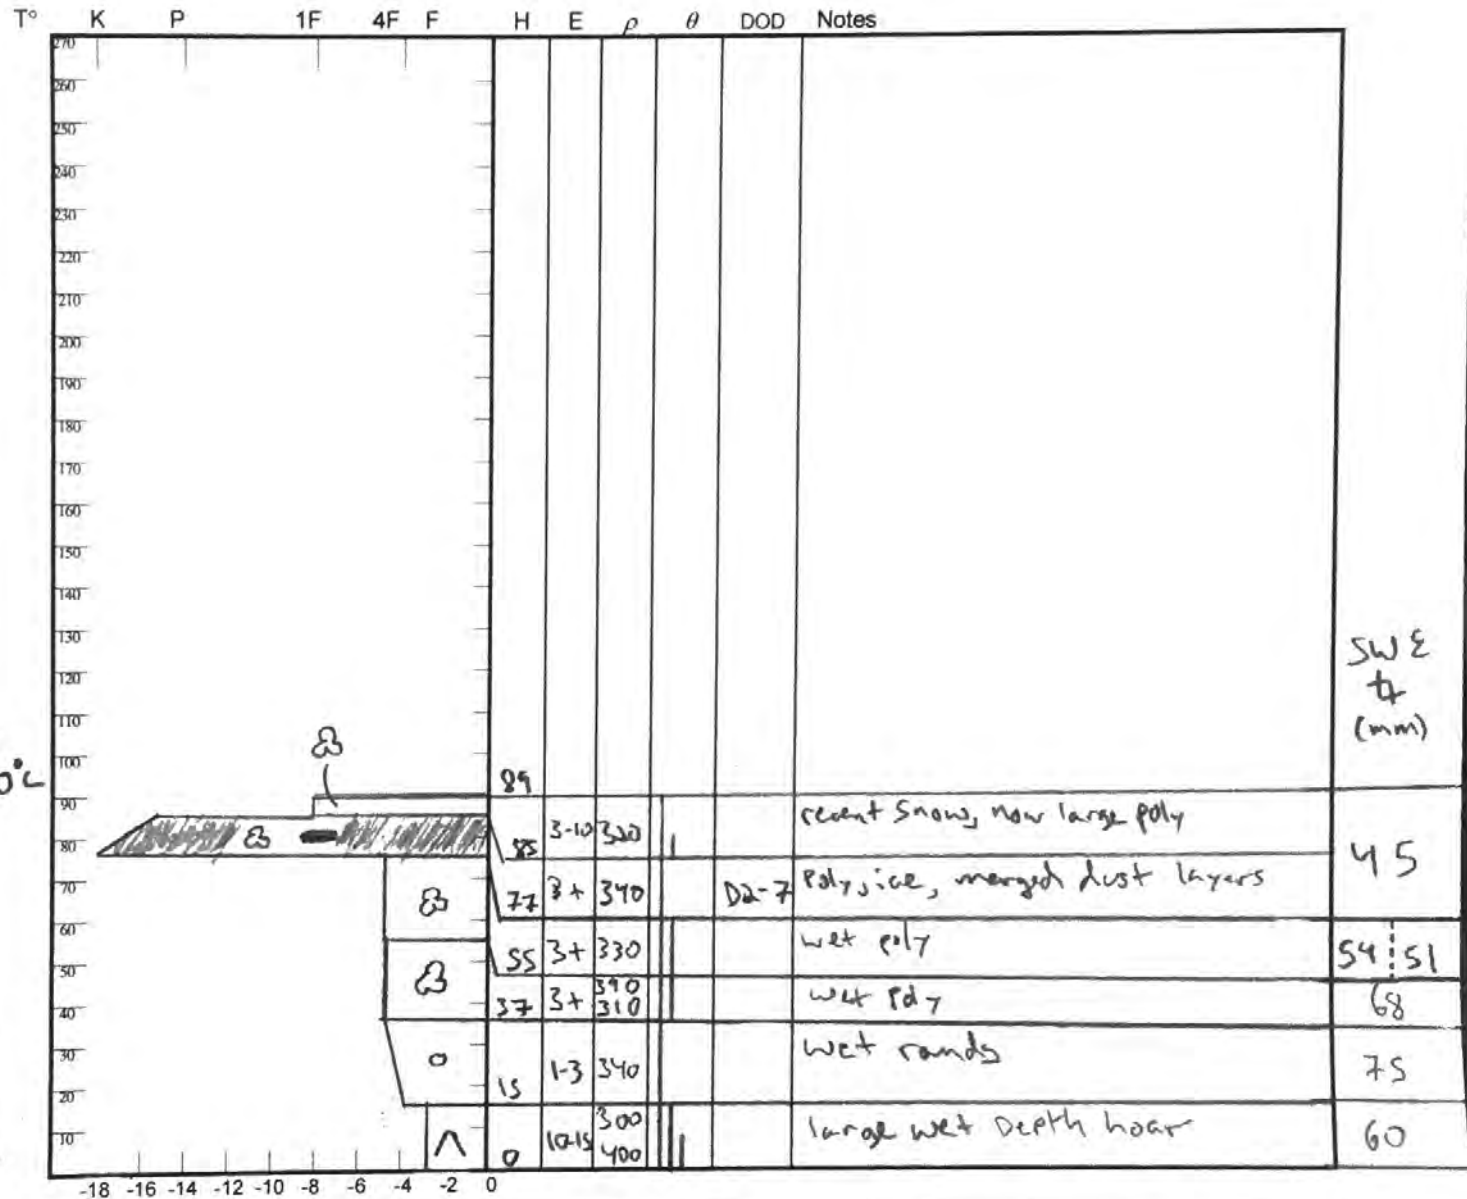 T° K P 1F 4F F H E ρ θ DOD Notes
270
260
250
240
230
220
210
200
190
180
170
160
150
140
130
120
110
SWE
(mm)
100
0°C
89
90
85 3-10 320 recent snow, now large poly
45
80
77 3+ 340 D2-7 Poly, ice, merged dust layers
70
60
55 3+ 330 wet poly 54 51
50
37 3+ 390 310 wet poly 68
40
30
15 1-3 340 wet rounds 75
20
10
0 10-15 300 400 large wet Depth hoar 60
-18 -16 -14 -12 -10 -8 -6 -4 -2 0